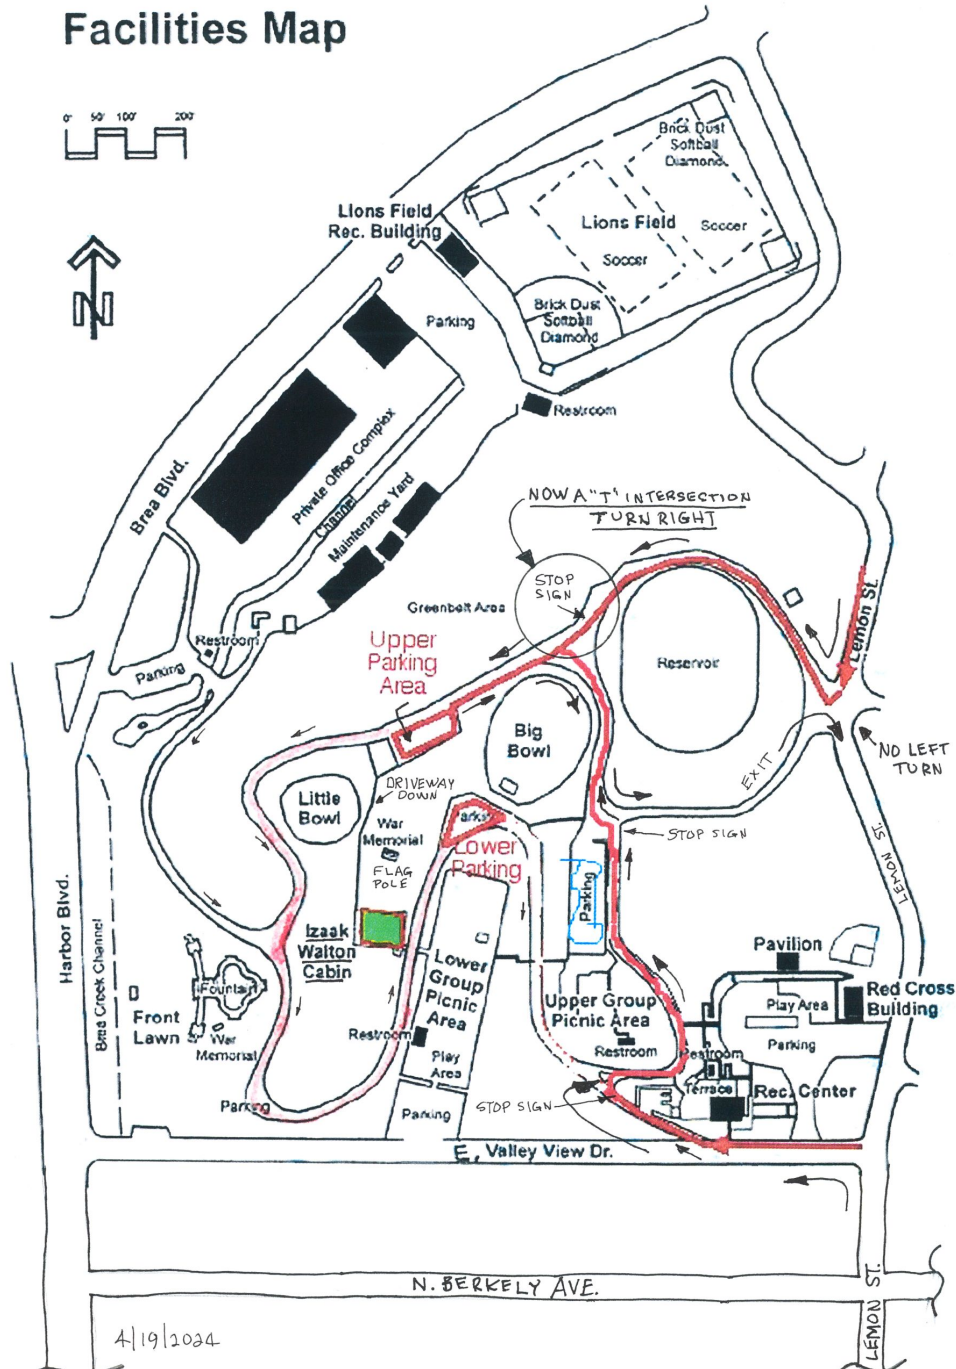 Facilities Map
0' 50' 100' 200'
N
Brick Dust
Softball
Diamond
Lions Field
Soccer
Soccer
Lions Field
Rec. Building
Brick Dust
Softball
Diamond
Parking
Restroom
Brea Blvd.
Private Office Complex
Channel
Maintenance Yard
NOW A "T" INTERSECTION
TURN RIGHT
STOP
SIGN
Greenbelt Area
Restroom
Parking
Upper
Parking
Area
Reservoir
Lemon St.
Big
Bowl
NO LEFT
TURN
EXIT
DRIVEWAY
DOWN
Little
Bowl
War
Memorial
FLAG
POLE
Parking
Lower
Parking
STOP SIGN
LEMON ST.
Parking
Harbor Blvd.
Brea Creek Channel
Izaak
Walton
Cabin
Lower
Group
Picnic
Area
Pavilion
Red Cross
Building
Play Area
Parking
Fountain
Front
Lawn
War
Memorial
Restroom
Play
Area
Upper Group
Picnic Area
Restroom
Restroom
Terrace
Rec. Center
Parking
Parking
STOP SIGN
E. Valley View Dr.
N. BERKELY AVE.
LEMON ST.
4/19/2024